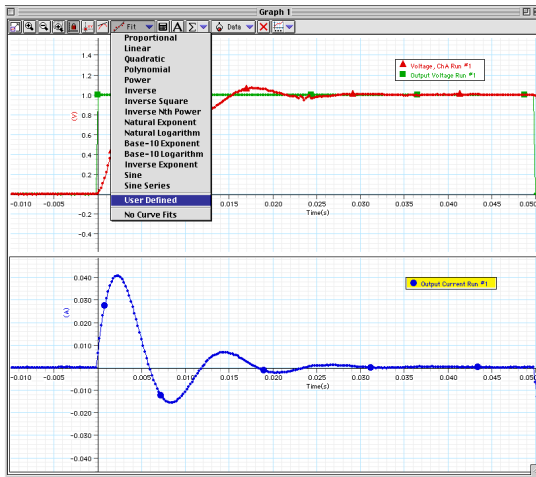 Graph 1
Fit A Σ Data
Proportional
Linear
Quadratic
Polynomial
Power
Inverse
Inverse Square
Inverse Nth Power
Natural Exponent
Natural Logarithm
Base-10 Exponent
Base-10 Logarithm
Inverse Exponent
Sine
Sine Series
User Defined
No Curve Fits
Voltage, ChA Run #1
Output Voltage Run #1
1.4
1.2
1.0
0.8
0.6
0.4
0.2
-0.2
-0.4
(V)
-0.010 -0.005 0.015 0.020 0.025 0.030 0.035 0.040 0.045 0.050
Time(s)
Output Current Run #1
0.040
0.030
0.020
0.010
-0.010
-0.020
-0.030
-0.040
(A)
-0.010 -0.005 0.005 0.010 0.015 0.020 0.025 0.030 0.035 0.040 0.045 0.050
Time(s)